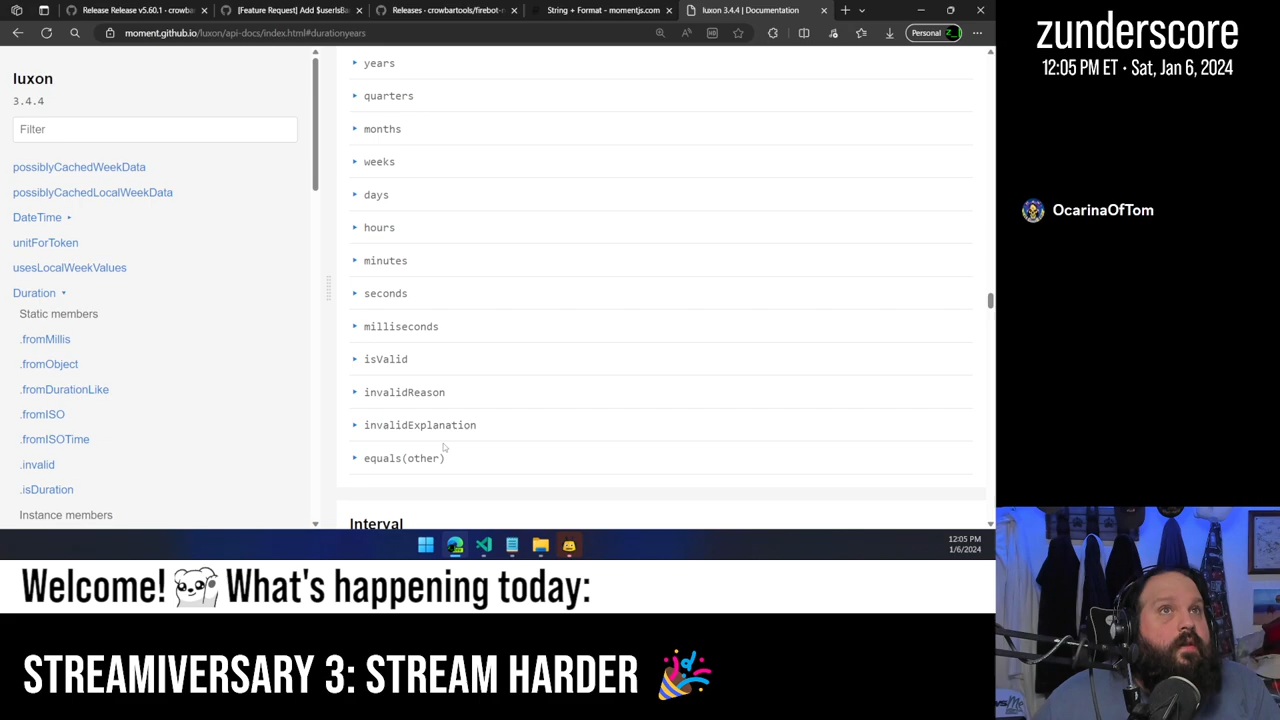 Release Release v5.60.1 · crowba
[Feature Request] Add $userIsBa
Releases · crowbartools/firebot-n
String + Format - momentjs.com
luxon 3.4.4 | Documentation
moment.github.io/luxon/api-docs/index.html#durationyears
Personal
luxon
3.4.4
Filter
possiblyCachedWeekData
possiblyCachedLocalWeekData
DateTime
unitForToken
usesLocalWeekValues
Duration
Static members
.fromMillis
.fromObject
.fromDurationLike
.fromISO
.fromISOTime
.invalid
.isDuration
Instance members
years
quarters
months
weeks
days
hours
minutes
seconds
milliseconds
isValid
invalidReason
invalidExplanation
equals(other)
Interval
12:05 PM
1/6/2024
zunderscore
12:05 PM ET · Sat, Jan 6, 2024
OcarinaOfTom
Welcome! What's happening today:
STREAMIVERSARY 3: STREAM HARDER